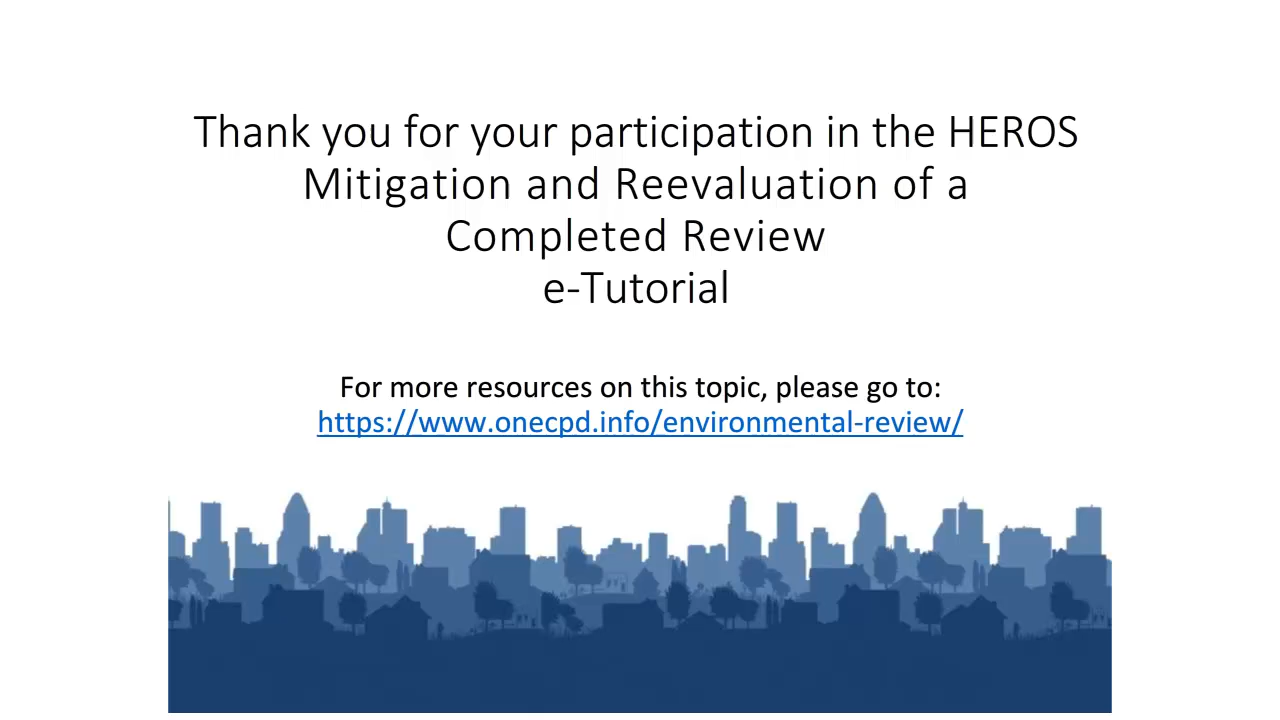 Thank you for your participation in the HEROS
Mitigation and Reevaluation of a
Completed Review
e-Tutorial
For more resources on this topic, please go to:
https://www.onecpd.info/environmental-review/